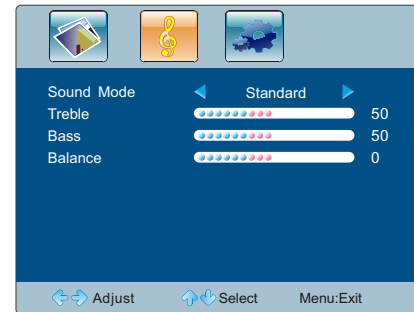 Sound Mode Standard
Treble 50
Bass 50
Balance 0
Adjust Select Menu:Exit